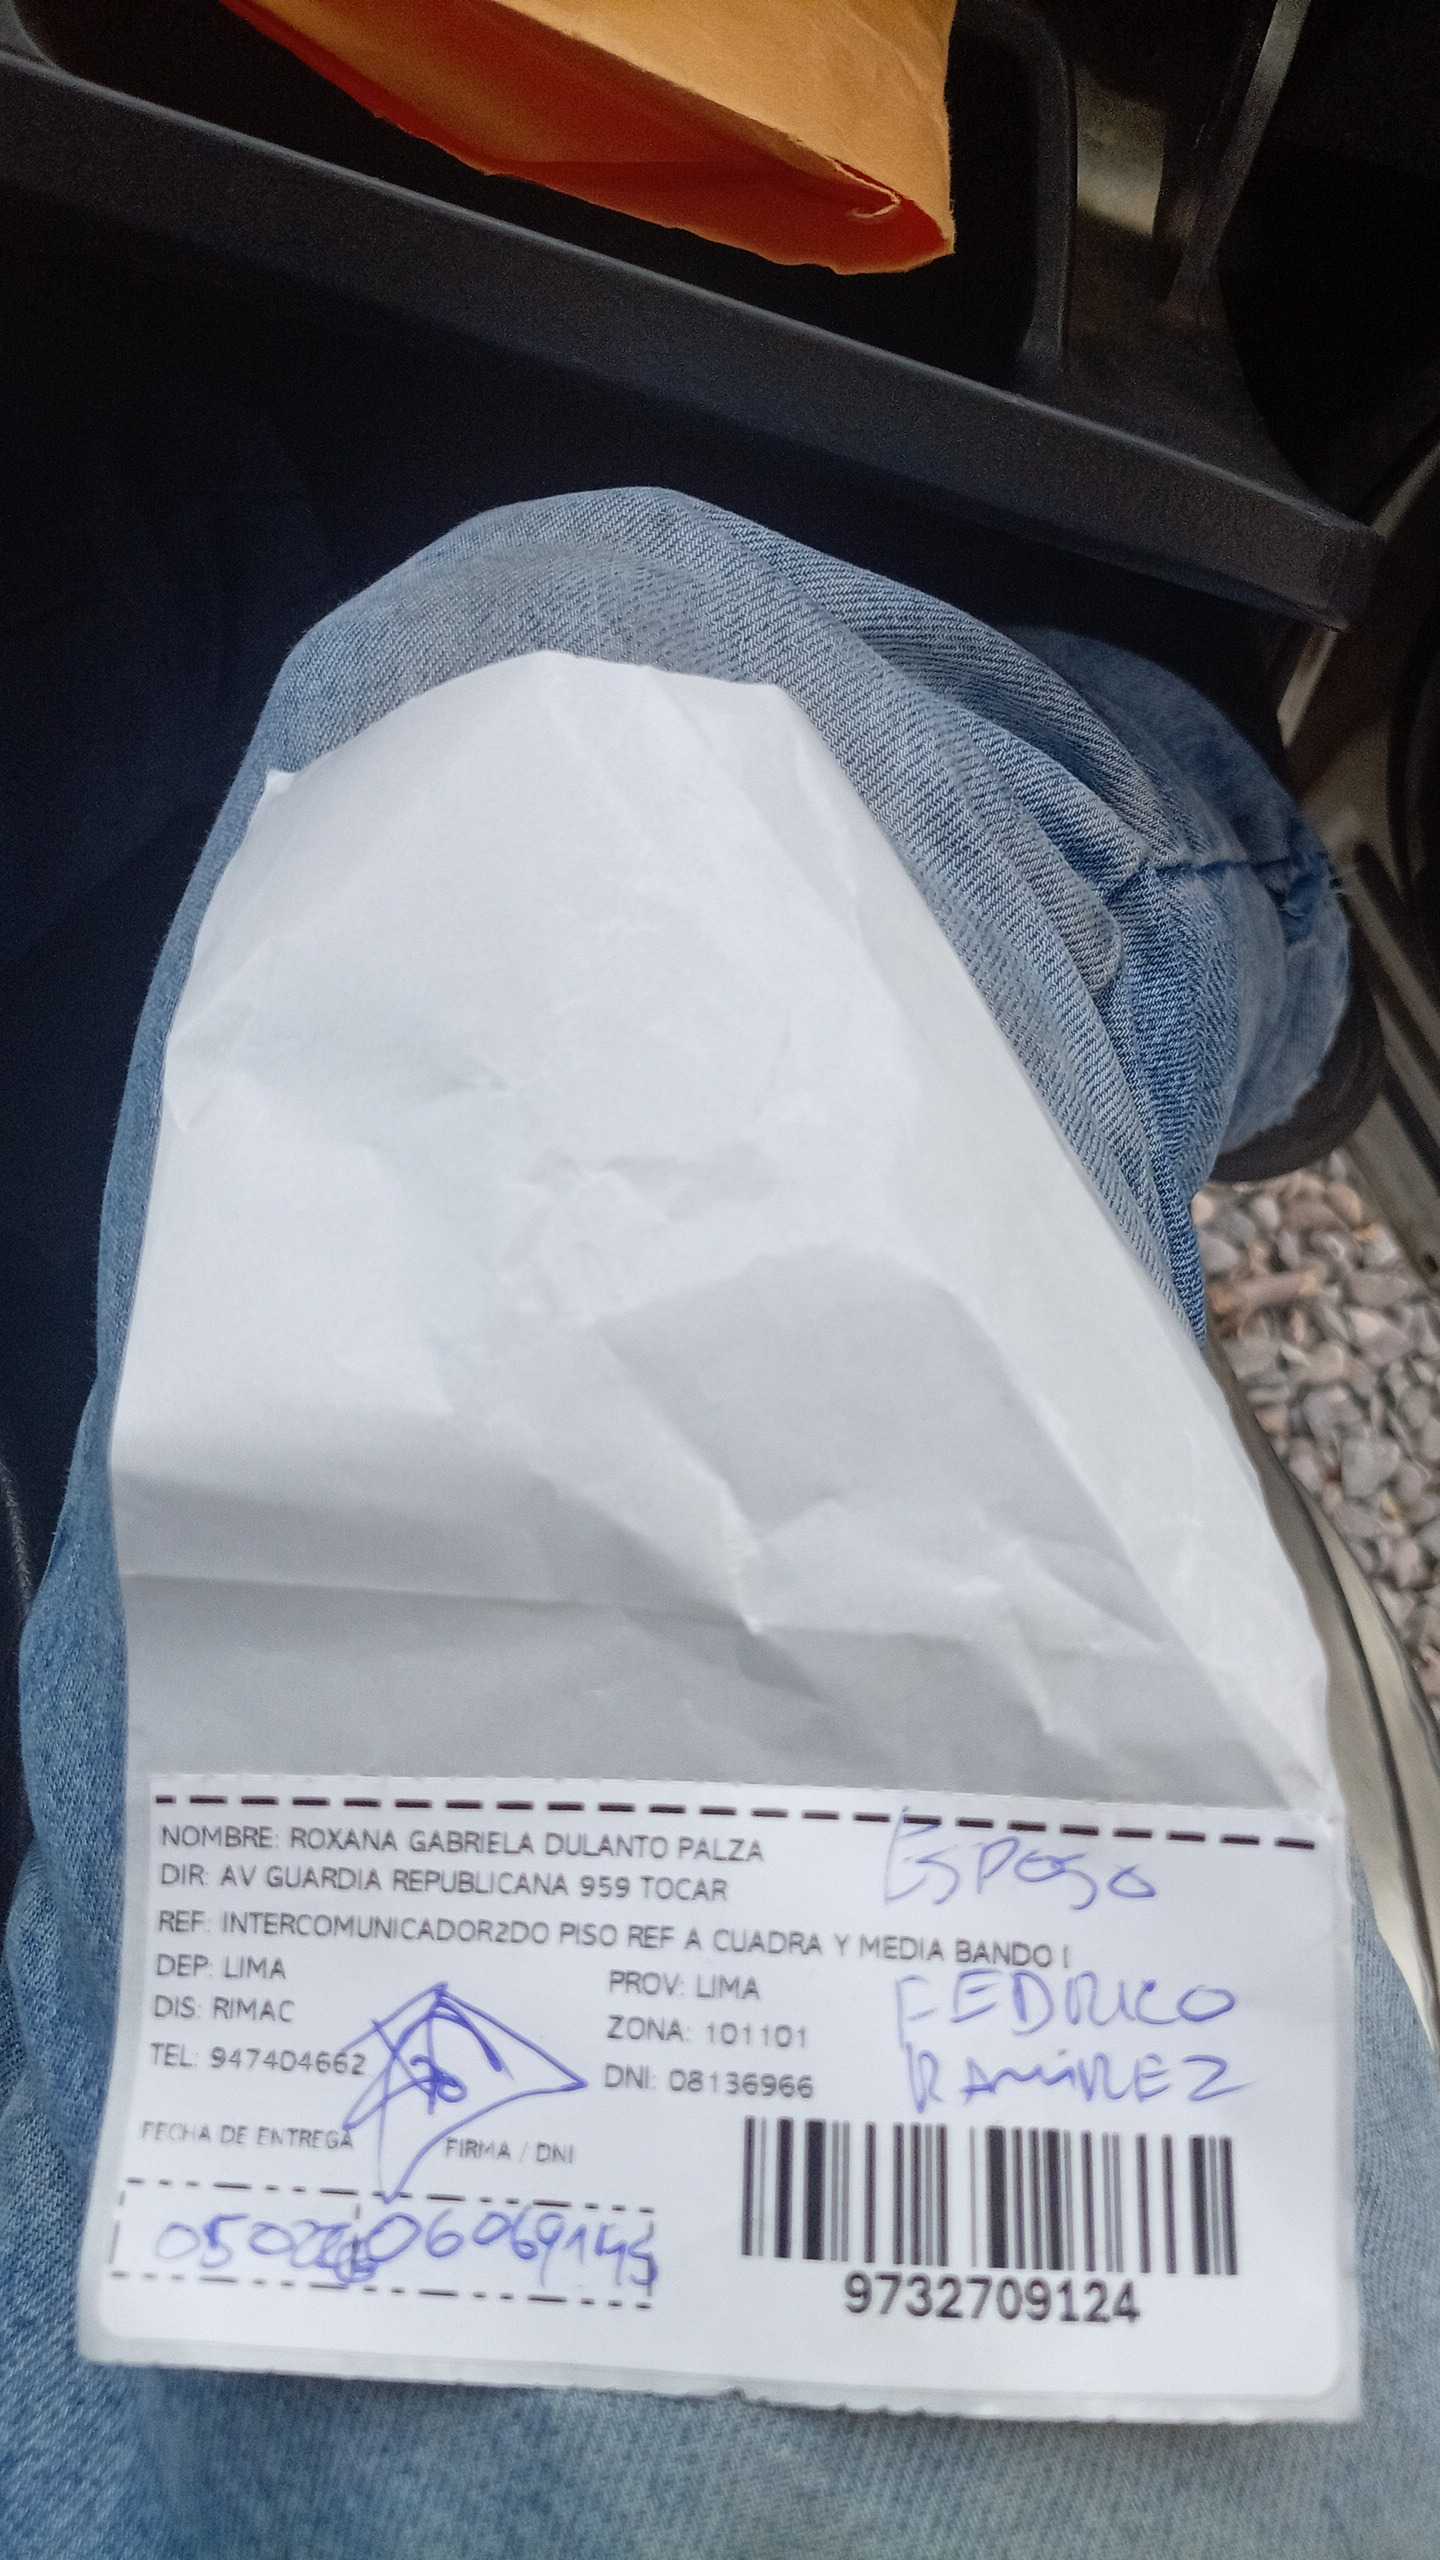 NOMBRE: ROXANA GABRIELA DULANTO PALZA
ESPOSO
DIR: AV GUARDIA REPUBLICANA 959 TOCAR
REF: INTERCOMUNICADOR2DO PISO REF A CUADRA Y MEDIA BANDO I
DEP: LIMA
PROV: LIMA
FEDRICO
DIS: RIMAC
ZONA: 101101
RAMIREZ
TEL: 947404662
DNI: 08136966
FECHA DE ENTREGA
FIRMA / DNI
9732709124